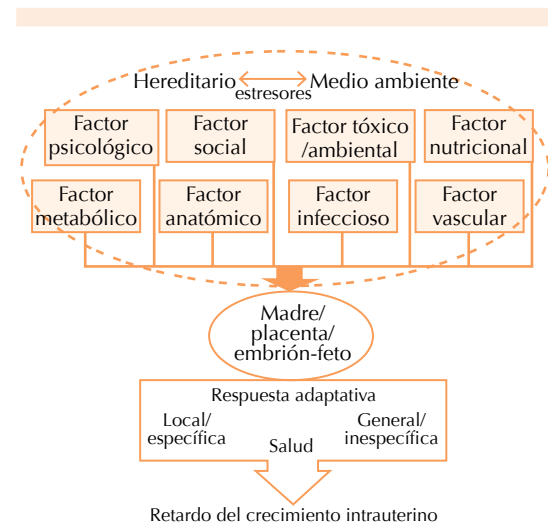 Hereditario Medio ambiente
estresores
Factor
psicológico
Factor
social
Factor tóxico
/ambiental
Factor
nutricional
Factor
metabólico
Factor
anatómico
Factor
infeccioso
Factor
vascular
Madre/
placenta/
embrión-feto
Respuesta adaptativa
Local/
específica
Salud
General/
inespecífica
Retardo del crecimiento intrauterino